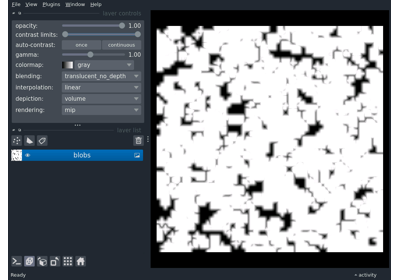 File View Plugins Window Help
layer controls
opacity: 1.00
contrast limits:
auto-contrast: once continuous
gamma: 1.00
colormap: gray
blending: translucent_no_depth
interpolation: linear
depiction: volume
rendering: mip
layer list
blobs
Ready activity